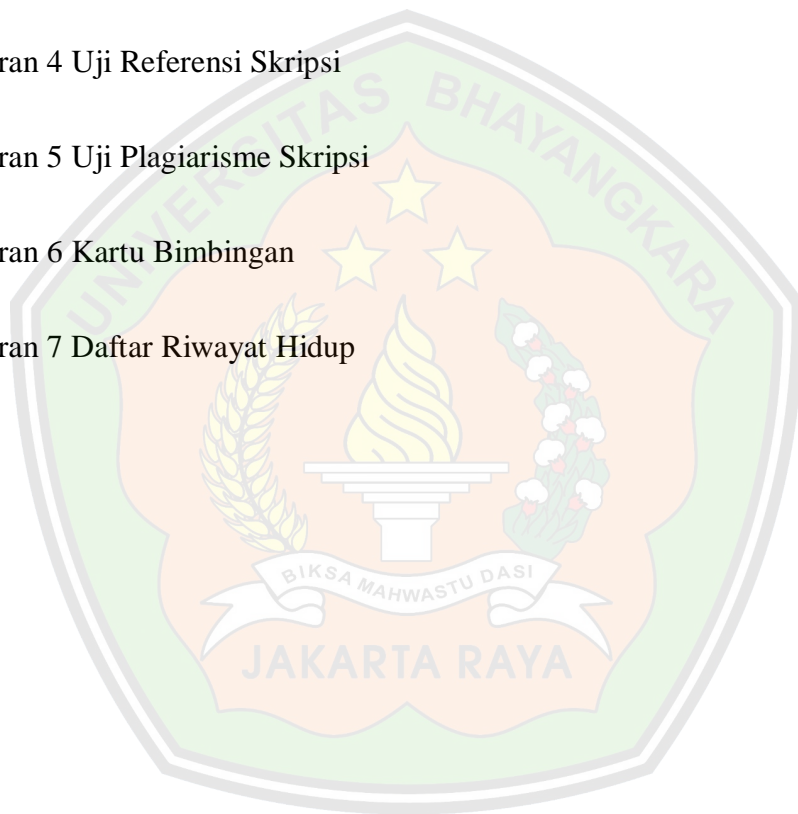 ran 4 Uji Referensi Skripsi
UNIVERSITAS BHAYANGKARA
ran 5 Uji Plagiarisme Skripsi
ran 6 Kartu Bimbingan
ran 7 Daftar Riwayat Hidup
BIKSA MAHWASTU DASI
JAKARTA RAYA